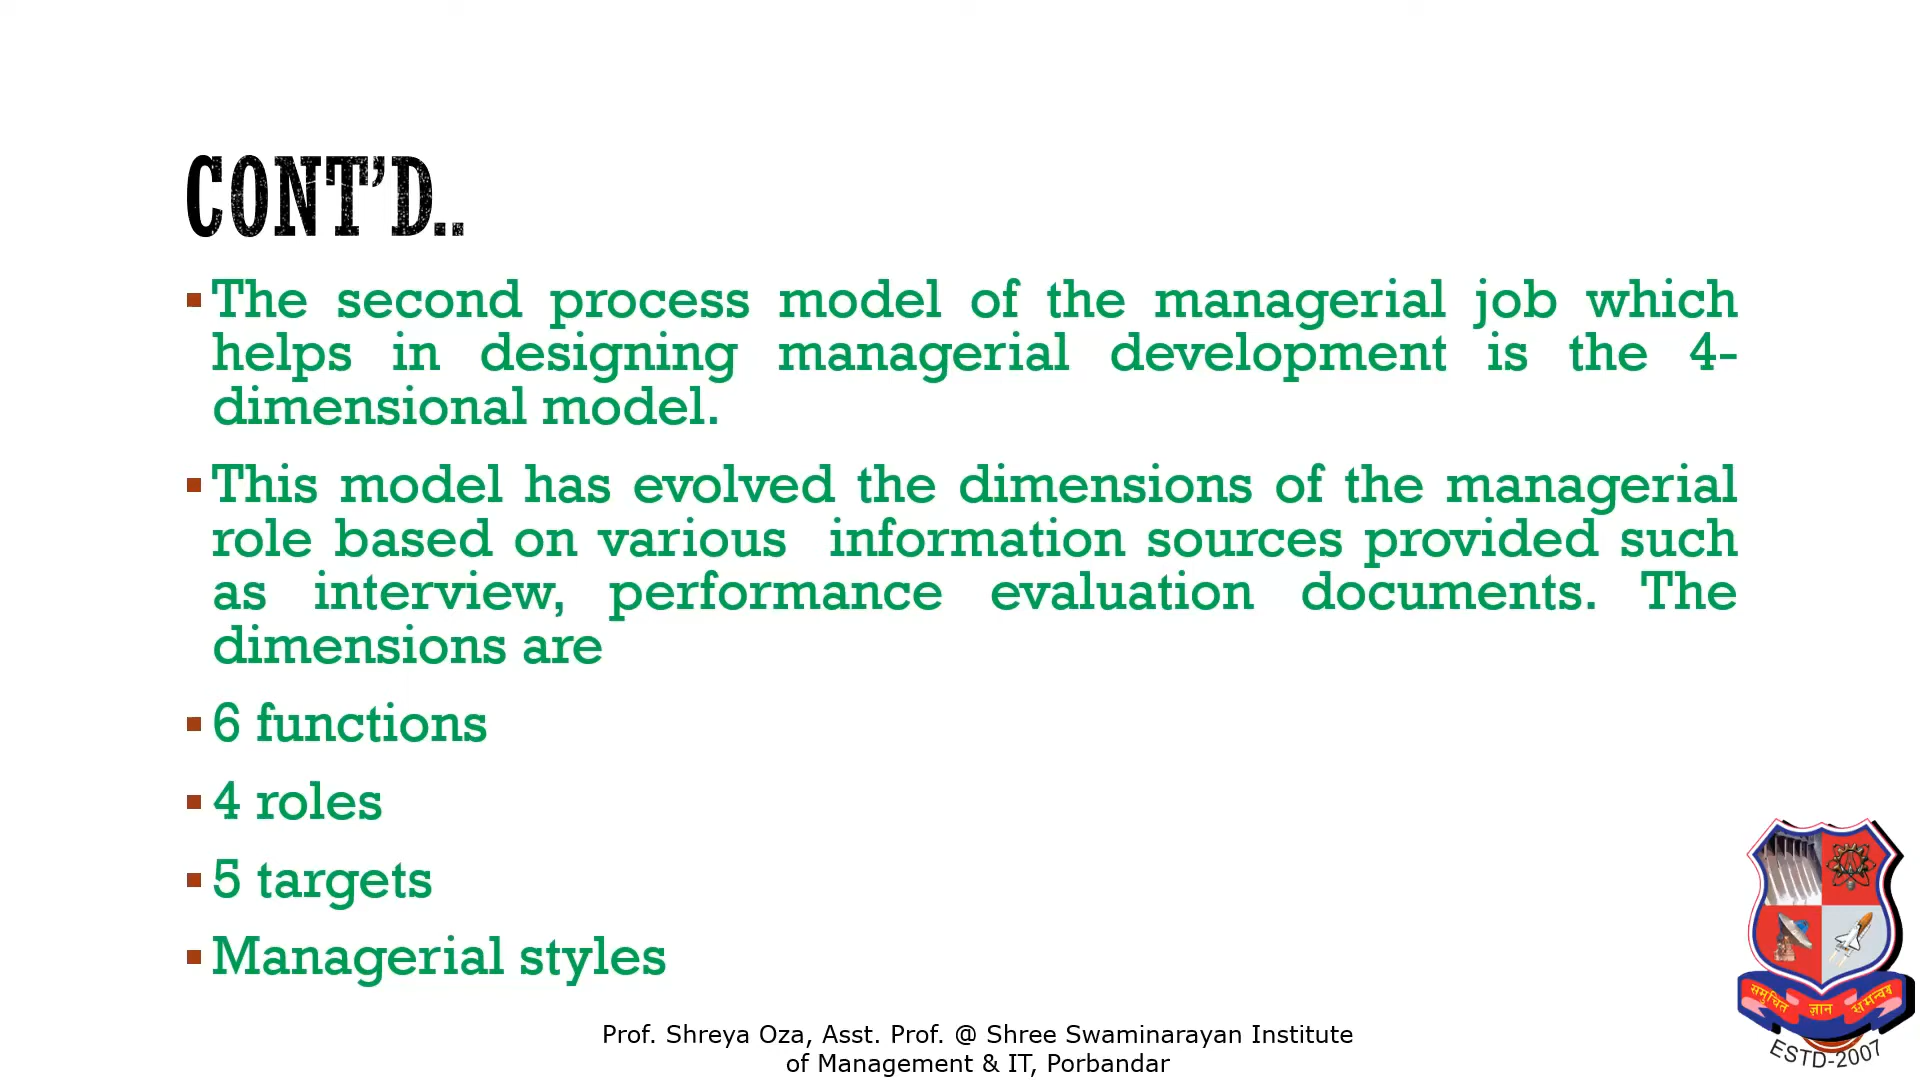 CONT'D..
▪The second process model of the managerial job which
helps in designing managerial development is the 4-
dimensional model.
▪This model has evolved the dimensions of the managerial
role based on various information sources provided such
as interview, performance evaluation documents. The
dimensions are
▪6 functions
▪4 roles
▪5 targets
▪Managerial styles
समुचित ज्ञान समन्वय
ESTD-2007
Prof. Shreya Oza, Asst. Prof. @ Shree Swaminarayan Institute
of Management & IT, Porbandar